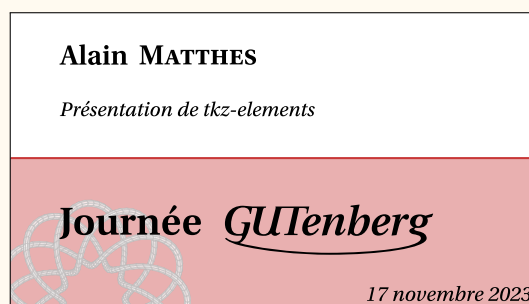 Alain MATTHES
Présentation de tkz-elements
Journée GUTenberg
17 novembre 2023